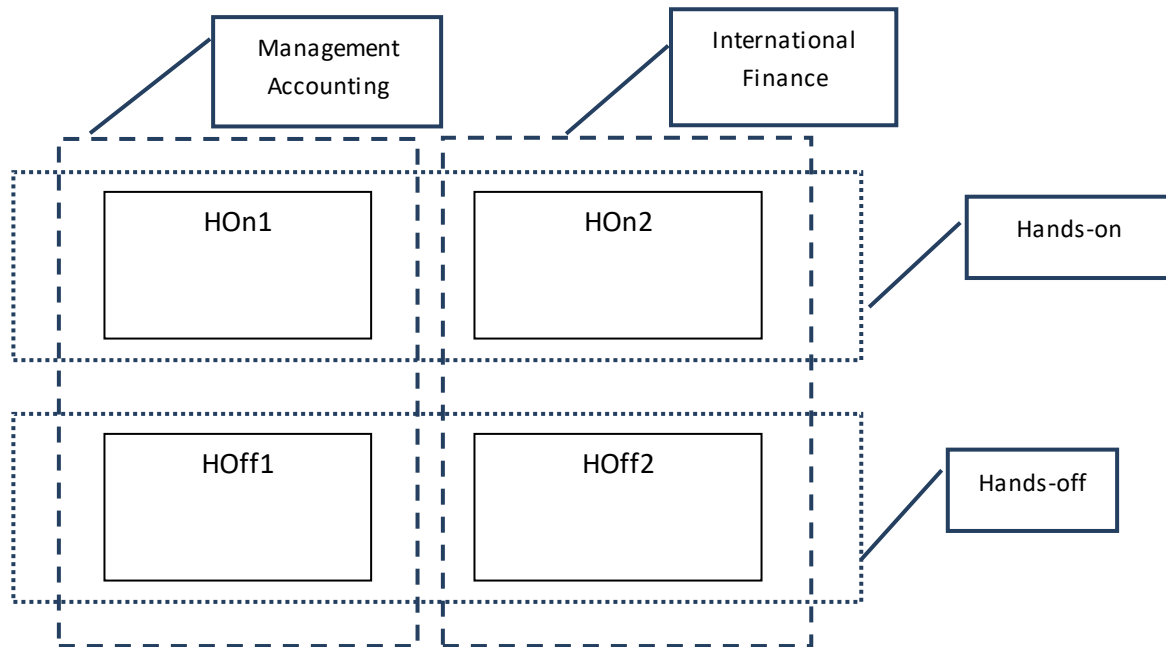 Management
Accounting
International
Finance
HOn1
HOn2
Hands-on
HOff1
HOff2
Hands-off